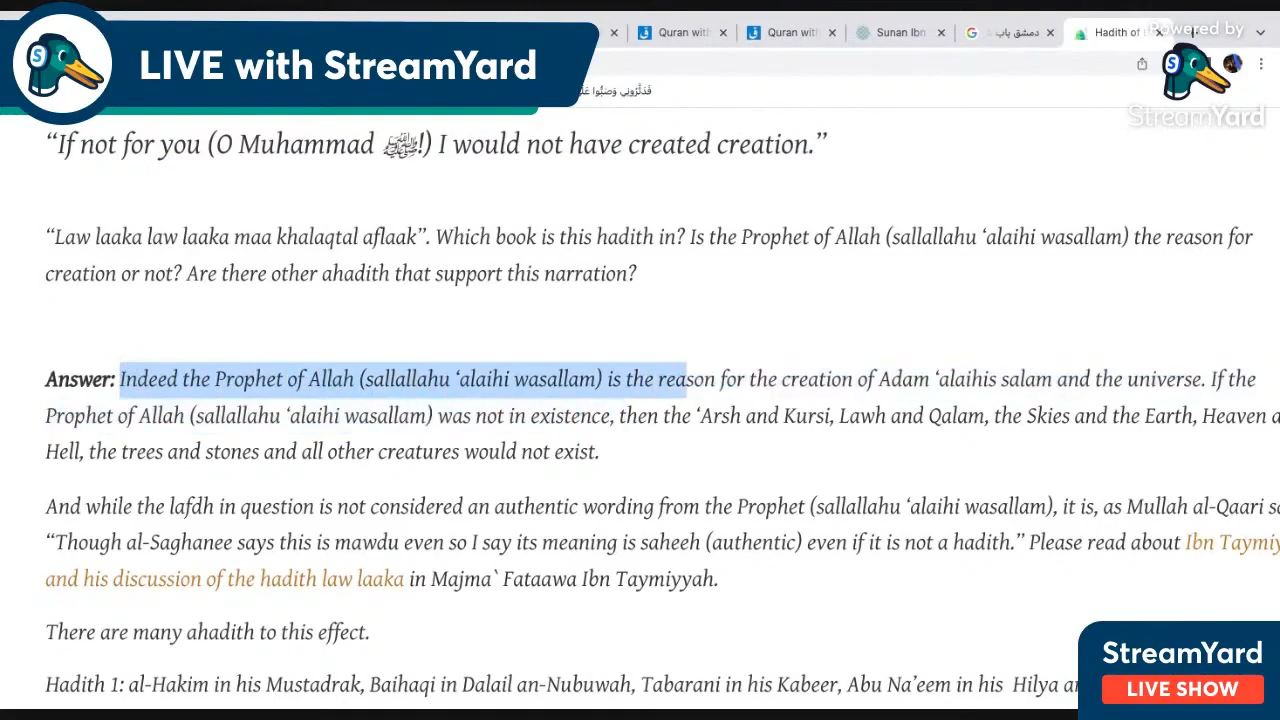 LIVE with StreamYard
Quran with
Quran with
Sunan Ibn
دمشق باب
Hadith of
Powered by
StreamYard
“If not for you (O Muhammad ﷺ!) I would not have created creation.”
“Law laaka law laaka maa khalaqtal aflaak”. Which book is this hadith in? Is the Prophet of Allah (sallallahu ‘alaihi wasallam) the reason for
creation or not? Are there other ahadith that support this narration?
Answer: Indeed the Prophet of Allah (sallallahu ‘alaihi wasallam) is the reason for the creation of Adam ‘alaihis salam and the universe. If the
Prophet of Allah (sallallahu ‘alaihi wasallam) was not in existence, then the ‘Arsh and Kursi, Lawh and Qalam, the Skies and the Earth, Heaven
Hell, the trees and stones and all other creatures would not exist.
And while the lafdh in question is not considered an authentic wording from the Prophet (sallallahu ‘alaihi wasallam), it is, as Mullah al-Qaari
“Though al-Saghanee says this is mawdu even so I say its meaning is saheeh (authentic) even if it is not a hadith.” Please read about Ibn
and his discussion of the hadith law laaka in Majma` Fataawa Ibn Taymiyyah.
There are many ahadith to this effect.
Hadith 1: al-Hakim in his Mustadrak, Baihaqi in Dalail an-Nubuwah, Tabarani in his Kabeer, Abu Na’eem in his Hilya
StreamYard
LIVE SHOW